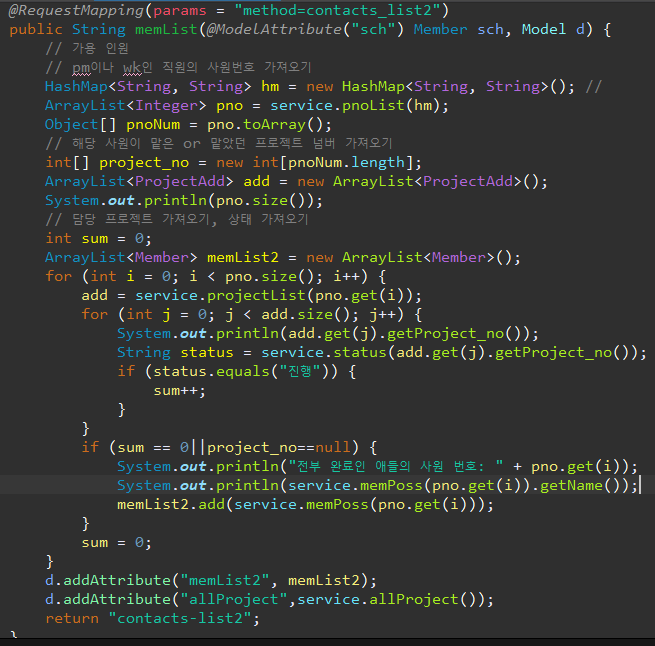 @RequestMapping(params = "method=contacts_list2")
public String memList(@ModelAttribute("sch") Member sch, Model d) {
    // 가용 인원
    // pm이나 wk인 직원의 사원번호 가져오기
    HashMap<String, String> hm = new HashMap<String, String>(); //
    ArrayList<Integer> pno = service.pnoList(hm);
    Object[] pnoNum = pno.toArray();
    // 해당 사원이 맡은 or 맡았던 프로젝트 넘버 가져오기
    int[] project_no = new int[pnoNum.length];
    ArrayList<ProjectAdd> add = new ArrayList<ProjectAdd>();
    System.out.println(pno.size());
    // 담당 프로젝트 가져오기, 상태 가져오기
    int sum = 0;
    ArrayList<Member> memList2 = new ArrayList<Member>();
    for (int i = 0; i < pno.size(); i++) {
        add = service.projectList(pno.get(i));
        for (int j = 0; j < add.size(); j++) {
            System.out.println(add.get(j).getProject_no());
            String status = service.status(add.get(j).getProject_no());
            if (status.equals("진행")) {
                sum++;
            }
        }
        if (sum == 0||project_no==null) {
            System.out.println("전부 완료인 애들의 사원 번호: " + pno.get(i));
            System.out.println(service.memPoss(pno.get(i)).getName());
            memList2.add(service.memPoss(pno.get(i)));
        }
        sum = 0;
    }
    d.addAttribute("memList2", memList2);
    d.addAttribute("allProject",service.allProject());
    return "contacts-list2";
}